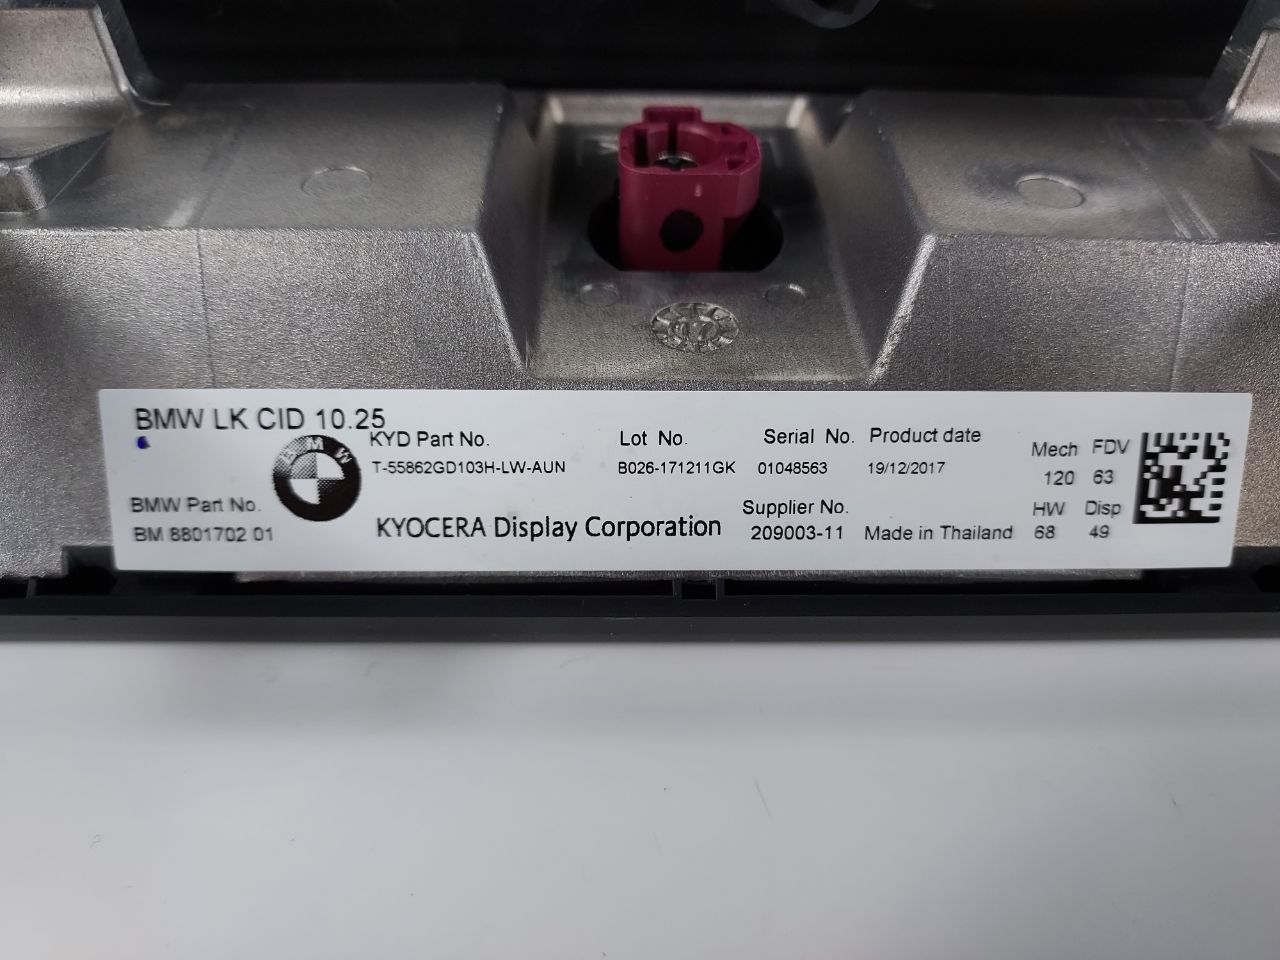 BMW LK CID 10.25
BMW
KYD Part No. Lot No. Serial No. Product date Mech FDV
T-55862GD103H-LW-AUN B026-171211GK 01048563 19/12/2017 120 63
BMW Part No. Supplier No. HW Disp
BM 8801702 01 KYOCERA Display Corporation 209003-11 Made in Thailand 68 49